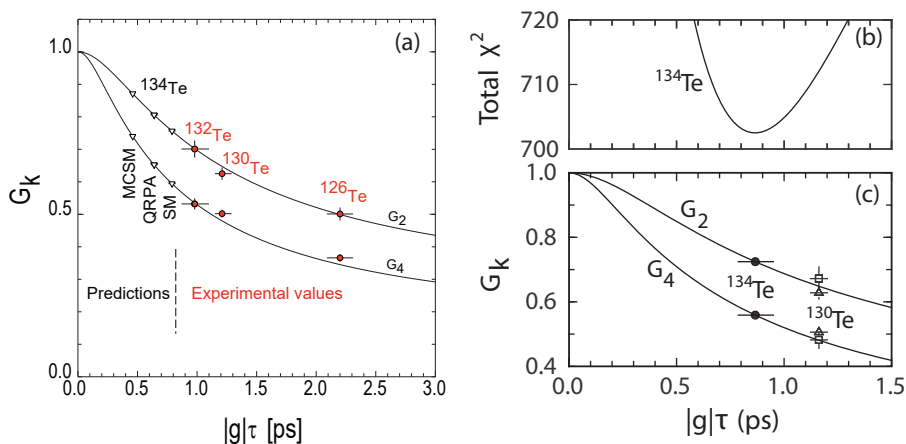 (a)
1.0
0.5
0.0
G_k
¹³⁴Te
¹³²Te
¹³⁰Te
¹²⁶Te
MCSM
QRPA
SM
G₂
G₄
Predictions
Experimental values
0.0 0.5 1.0 1.5 2.0 2.5 3.0
|g|τ [ps]
(b)
720
710
700
Total χ²
¹³⁴Te
(c)
1.0
0.8
0.6
0.4
G_k
G₂
G₄
¹³⁴Te
¹³⁰Te
0.0 0.5 1.0 1.5
|g|τ (ps)